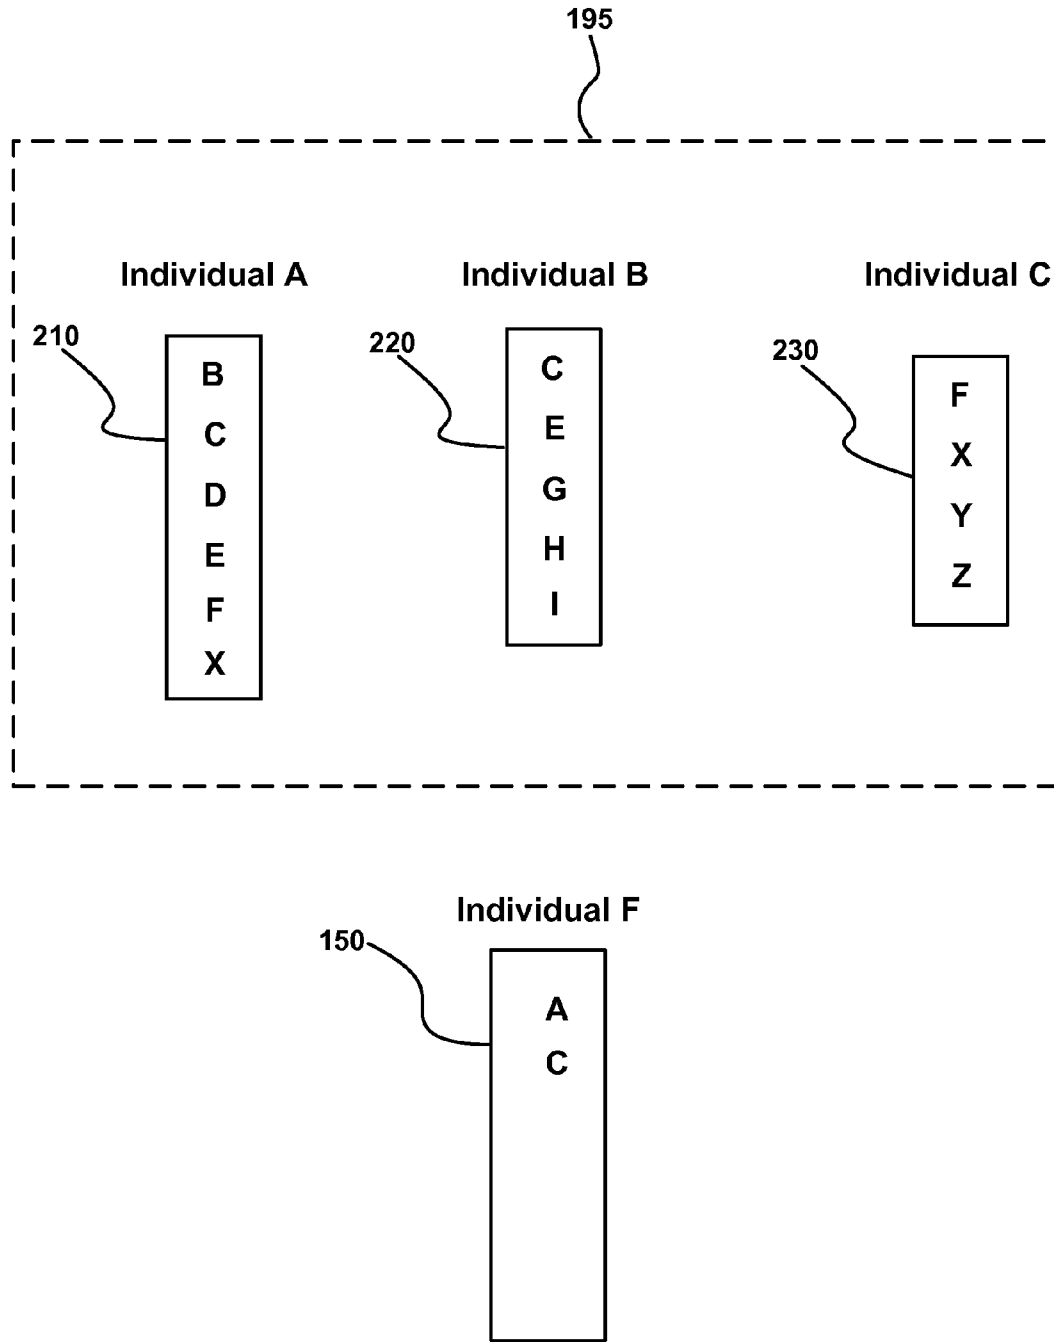 195
Individual A
Individual B
Individual C
210
B
C
D
E
F
X
220
C
E
G
H
I
230
F
X
Y
Z
Individual F
150
A
C